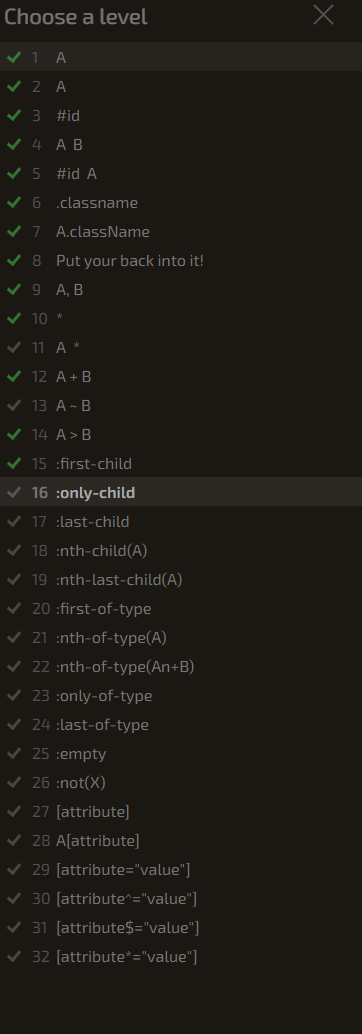 Choose a level
1 A
2 A
3 #id
4 A B
5 #id A
6 .classname
7 A.className
8 Put your back into it!
9 A, B
10 *
11 A *
12 A + B
13 A ~ B
14 A > B
15 :first-child
16 :only-child
17 :last-child
18 :nth-child(A)
19 :nth-last-child(A)
20 :first-of-type
21 :nth-of-type(A)
22 :nth-of-type(An+B)
23 :only-of-type
24 :last-of-type
25 :empty
26 :not(X)
27 [attribute]
28 A[attribute]
29 [attribute="value"]
30 [attribute^="value"]
31 [attribute$="value"]
32 [attribute*="value"]